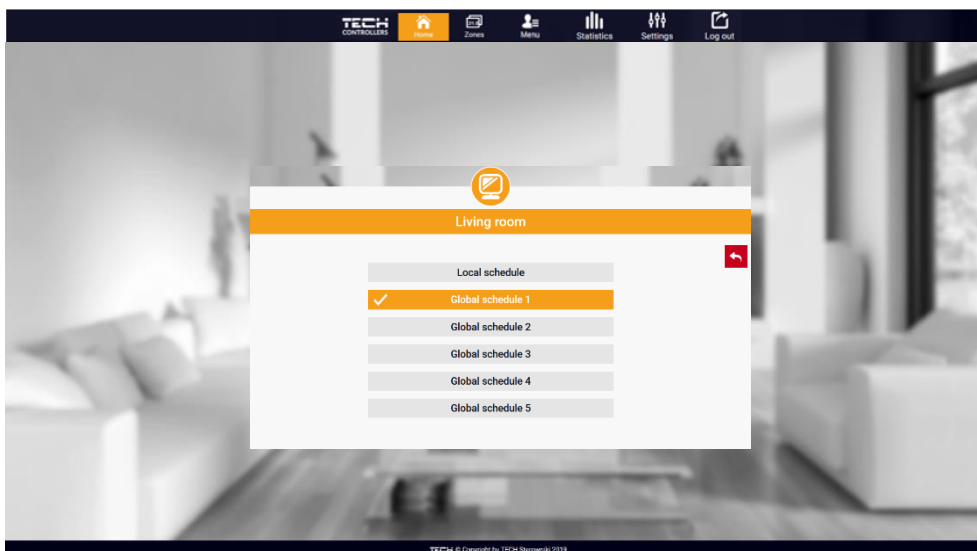 TECH
CONTROLLERS
Home
Zones
Menu
Statistics
Settings
Log out
Living room
Local schedule
Global schedule 1
Global schedule 2
Global schedule 3
Global schedule 4
Global schedule 5
TECH © Copyright by TECH Sterowniki 2019